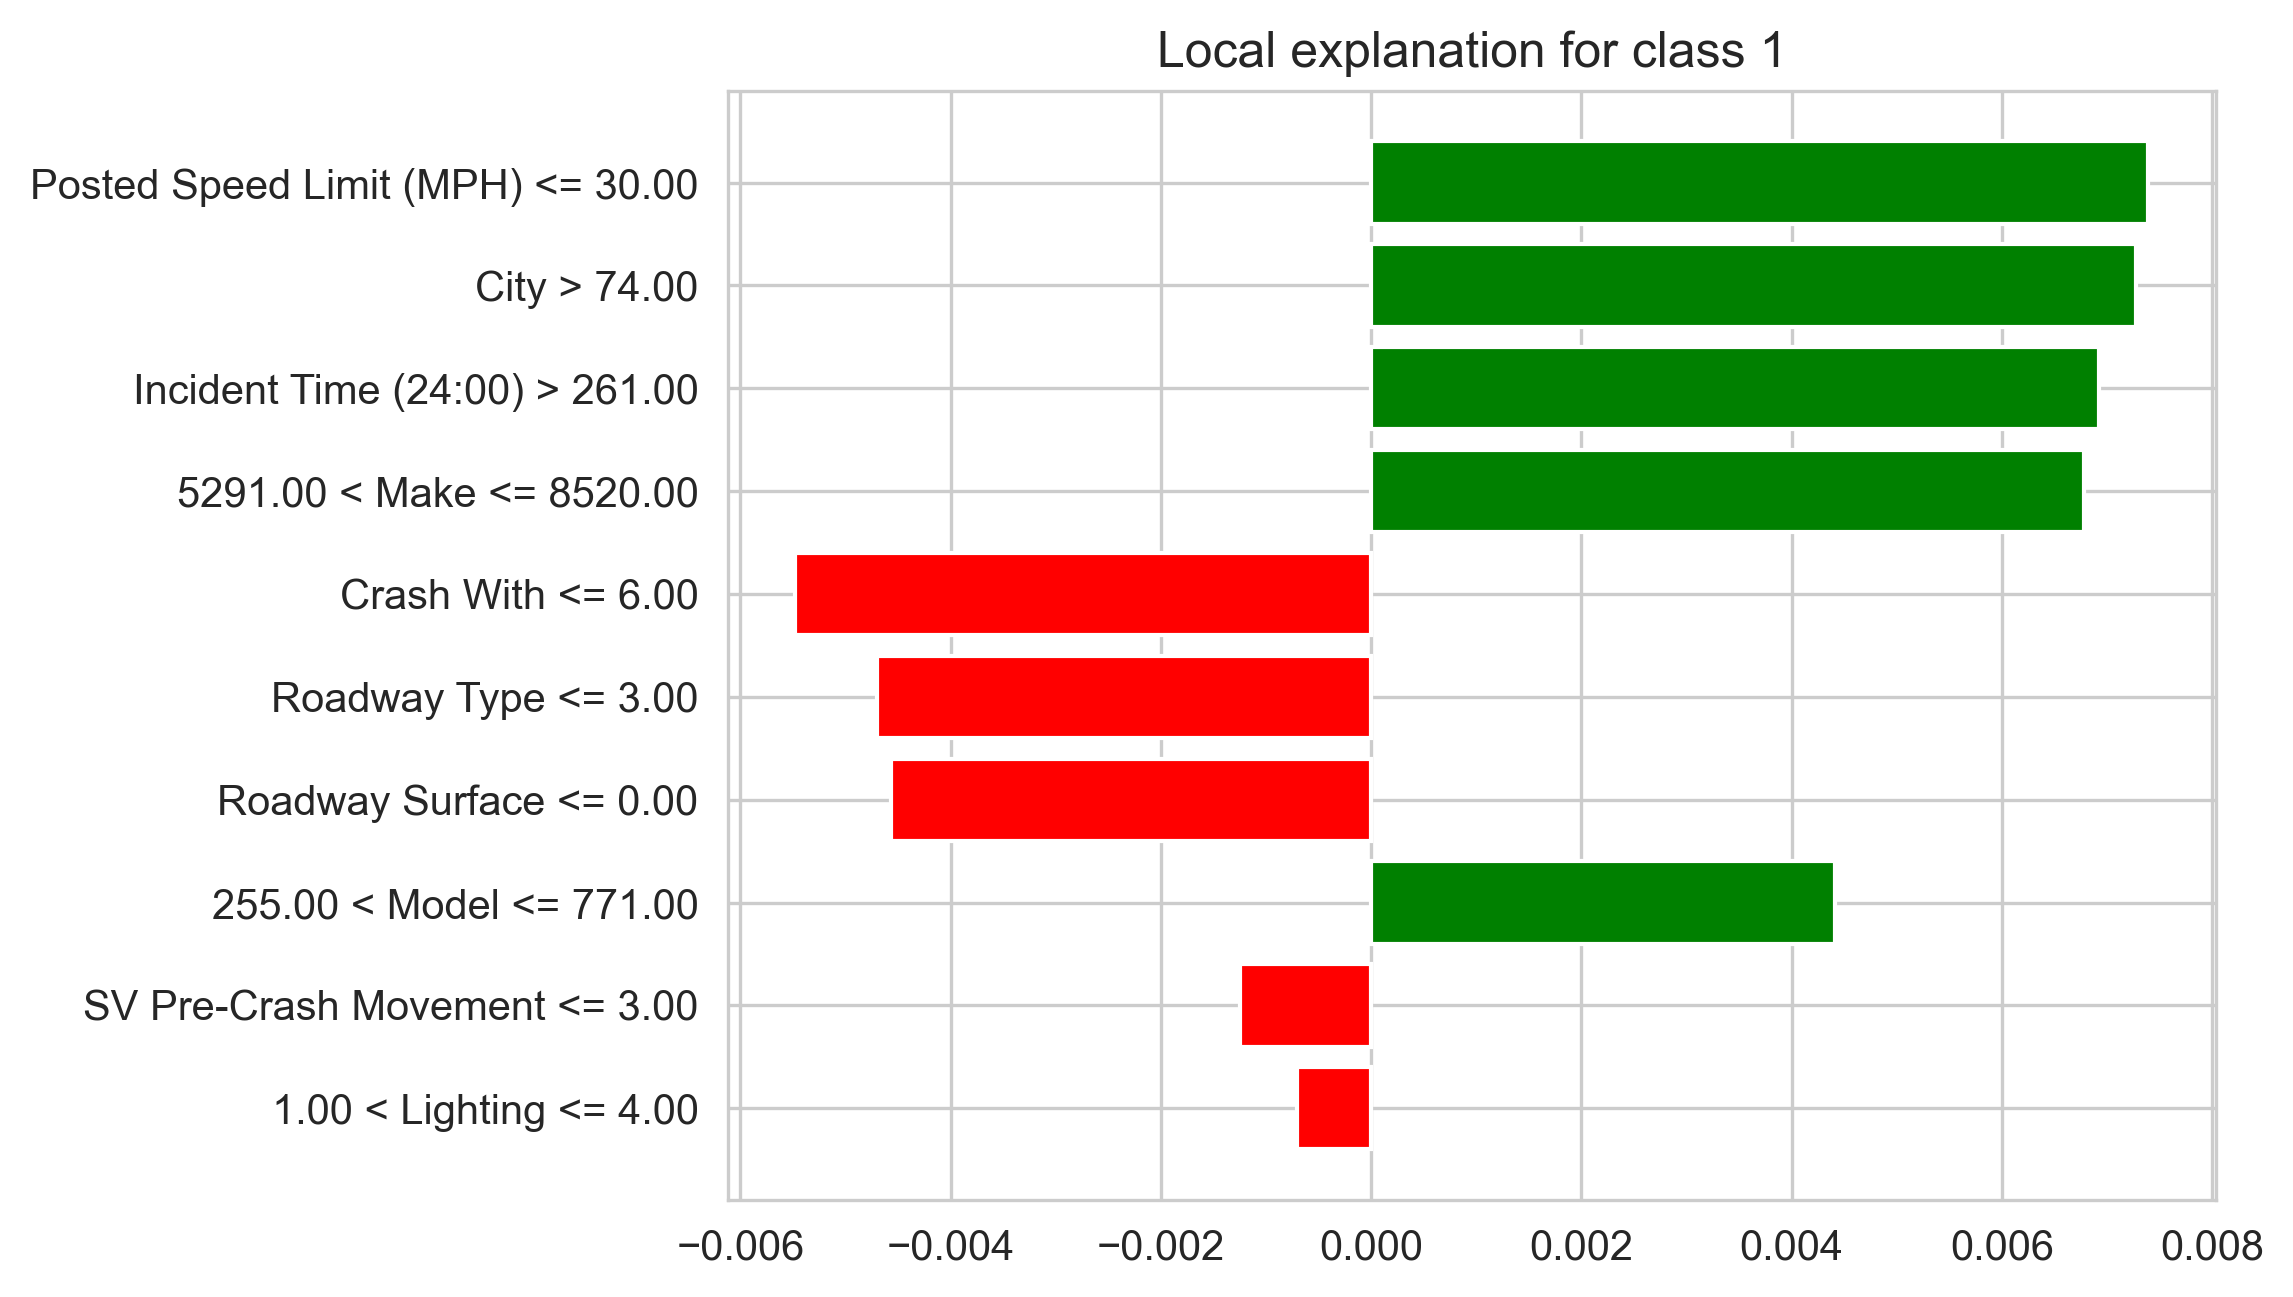 Local explanation for class 1
Posted Speed Limit (MPH) <= 30.00
City > 74.00
Incident Time (24:00) > 261.00
5291.00 < Make <= 8520.00
Crash With <= 6.00
Roadway Type <= 3.00
Roadway Surface <= 0.00
255.00 < Model <= 771.00
SV Pre-Crash Movement <= 3.00
1.00 < Lighting <= 4.00
−0.006 −0.004 −0.002 0.000 0.002 0.004 0.006 0.008